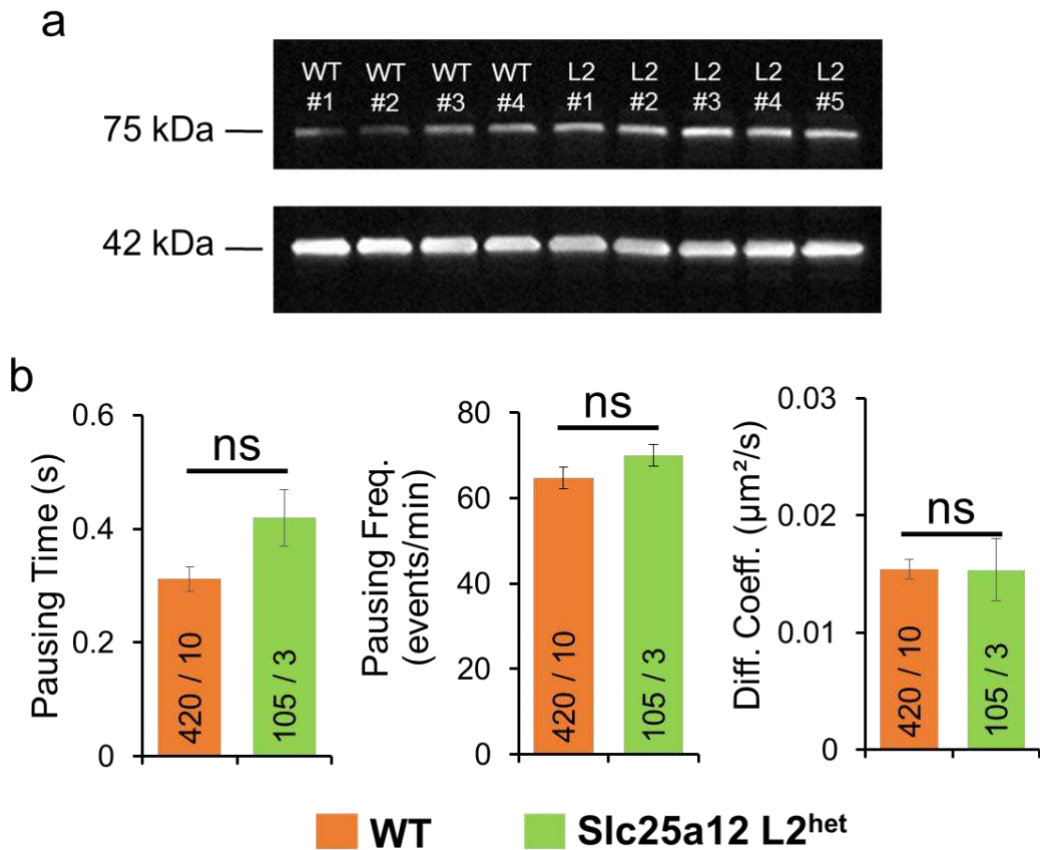 a
WT WT WT WT L2 L2 L2 L2 L2
#1 #2 #3 #4 #1 #2 #3 #4 #5
75 kDa
42 kDa
b
Pausing Time (s)
0.6
0.4
0.2
0
ns
420 / 10
105 / 3
Pausing Freq.
(events/min)
80
60
40
20
0
ns
420 / 10
105 / 3
Diff. Coeff. (µm²/s)
0.03
0.02
0.01
0
ns
420 / 10
105 / 3
WT
Slc25a12 L2ʰᵉᵗ